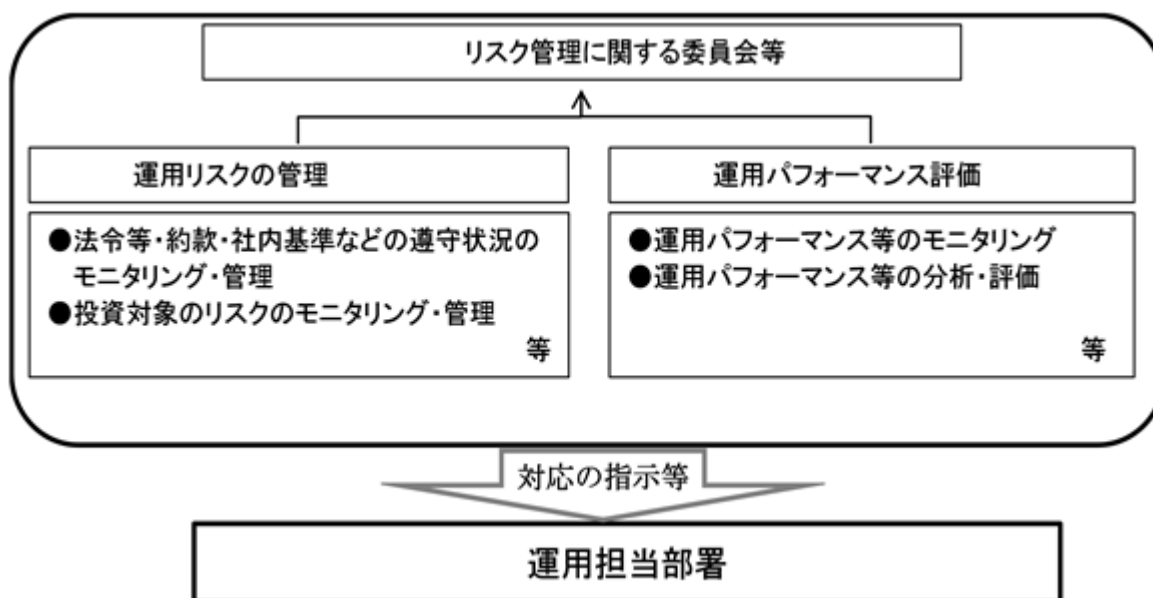 リスク管理に関する委員会等
運用リスクの管理
●法令等・約款・社内基準などの遵守状況の
モニタリング・管理
●投資対象のリスクのモニタリング・管理
等
運用パフォーマンス評価
●運用パフォーマンス等のモニタリング
●運用パフォーマンス等の分析・評価
等
対応の指示等
運用担当部署